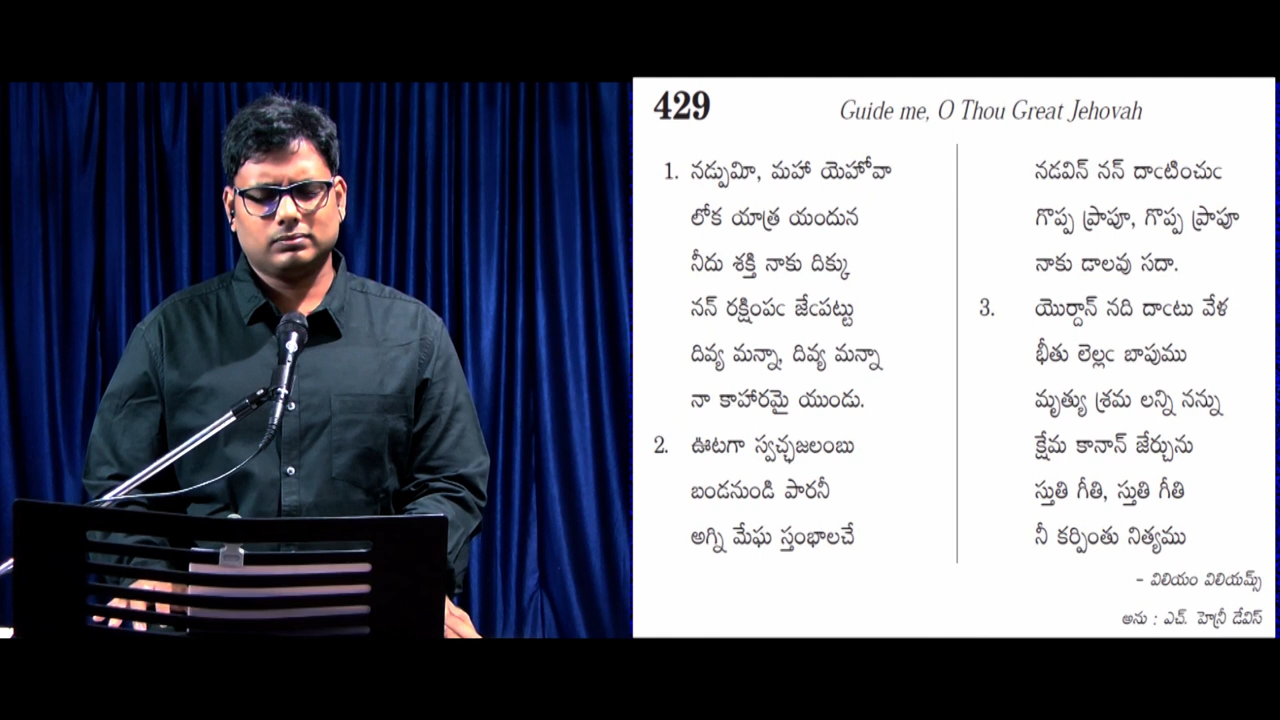 429
Guide me, O Thou Great Jehovah
1. నడ్పుమీ, మహా యెహోవా
లోక యాత్ర యందున
నీదు శక్తి నాకు దిక్కు
నన్ రక్షింపఁ జేఁపట్టు
దివ్య మన్నా, దివ్య మన్నా
నా కాహారమై యుండు.
2. ఊటగా స్వచ్ఛజలంబు
బండనుండి పారనీ
అగ్ని మేఘ స్తంభాలచే
నడవిన్ నన్ దాఁటించుఁ
గొప్ప ప్రాపూ, గొప్ప ప్రాపూ
నాకు డాలవు సదా.
3. యొర్దాన్ నది దాఁటు వేళ
భీతు లెల్లఁ బాపుము
మృత్యు శ్రమ లన్ని నన్ను
క్షేమ కానాన్ జేర్చును
స్తుతి గీతి, స్తుతి గీతి
నీ కర్పింతు నిత్యము
- విలియం విలియమ్స్
అను : ఎచ్. హెన్రీ డేవిస్